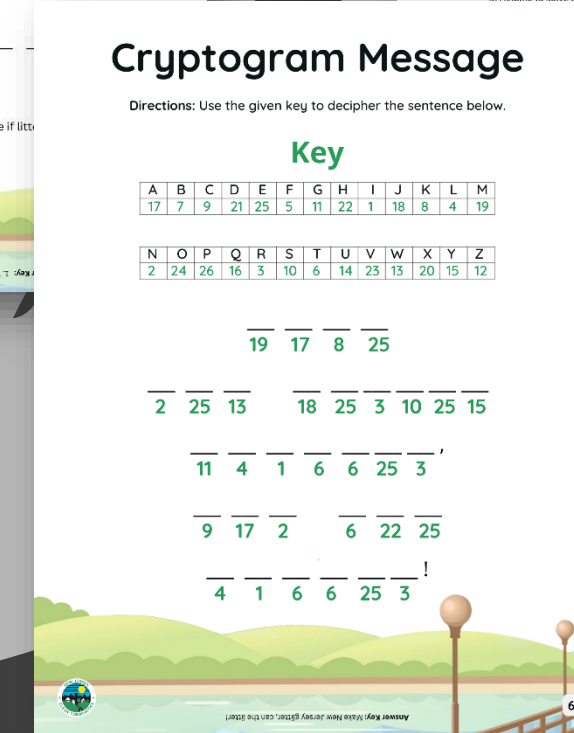 e if litt
Cryptogram Message
Directions: Use the given key to decipher the sentence below.
Key
A B C D E F G H I J K L M
17 7 9 21 25 5 11 22 1 18 8 4 19
N O P Q R S T U V W X Y Z
2 24 26 16 3 10 6 14 23 13 20 15 12
19 17 8 25
2 25 13 18 25 3 10 25 15
11 4 1 6 6 25 3 ,
9 17 2 6 22 25
4 1 6 6 25 3 !
Answer Key: Make New Jersey glitter, can the litter!
6